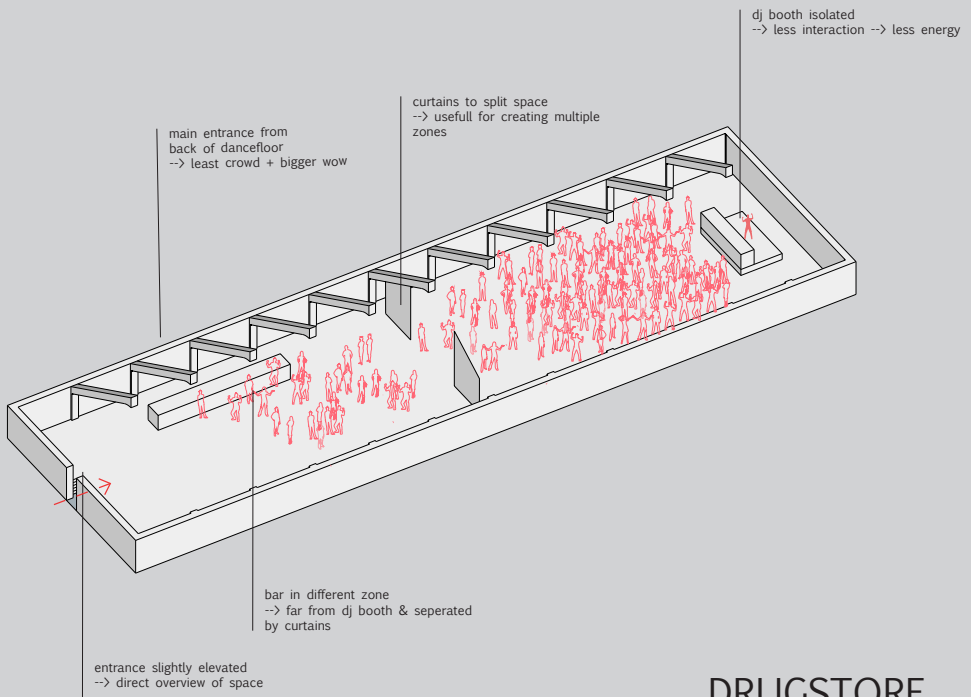 dj booth isolated
--> less interaction --> less energy
curtains to split space
--> usefull for creating multiple
zones
main entrance from
back of dancefloor
--> least crowd + bigger wow
bar in different zone
--> far from dj booth & seperated
by curtains
entrance slightly elevated
--> direct overview of space
DRUGSTORE